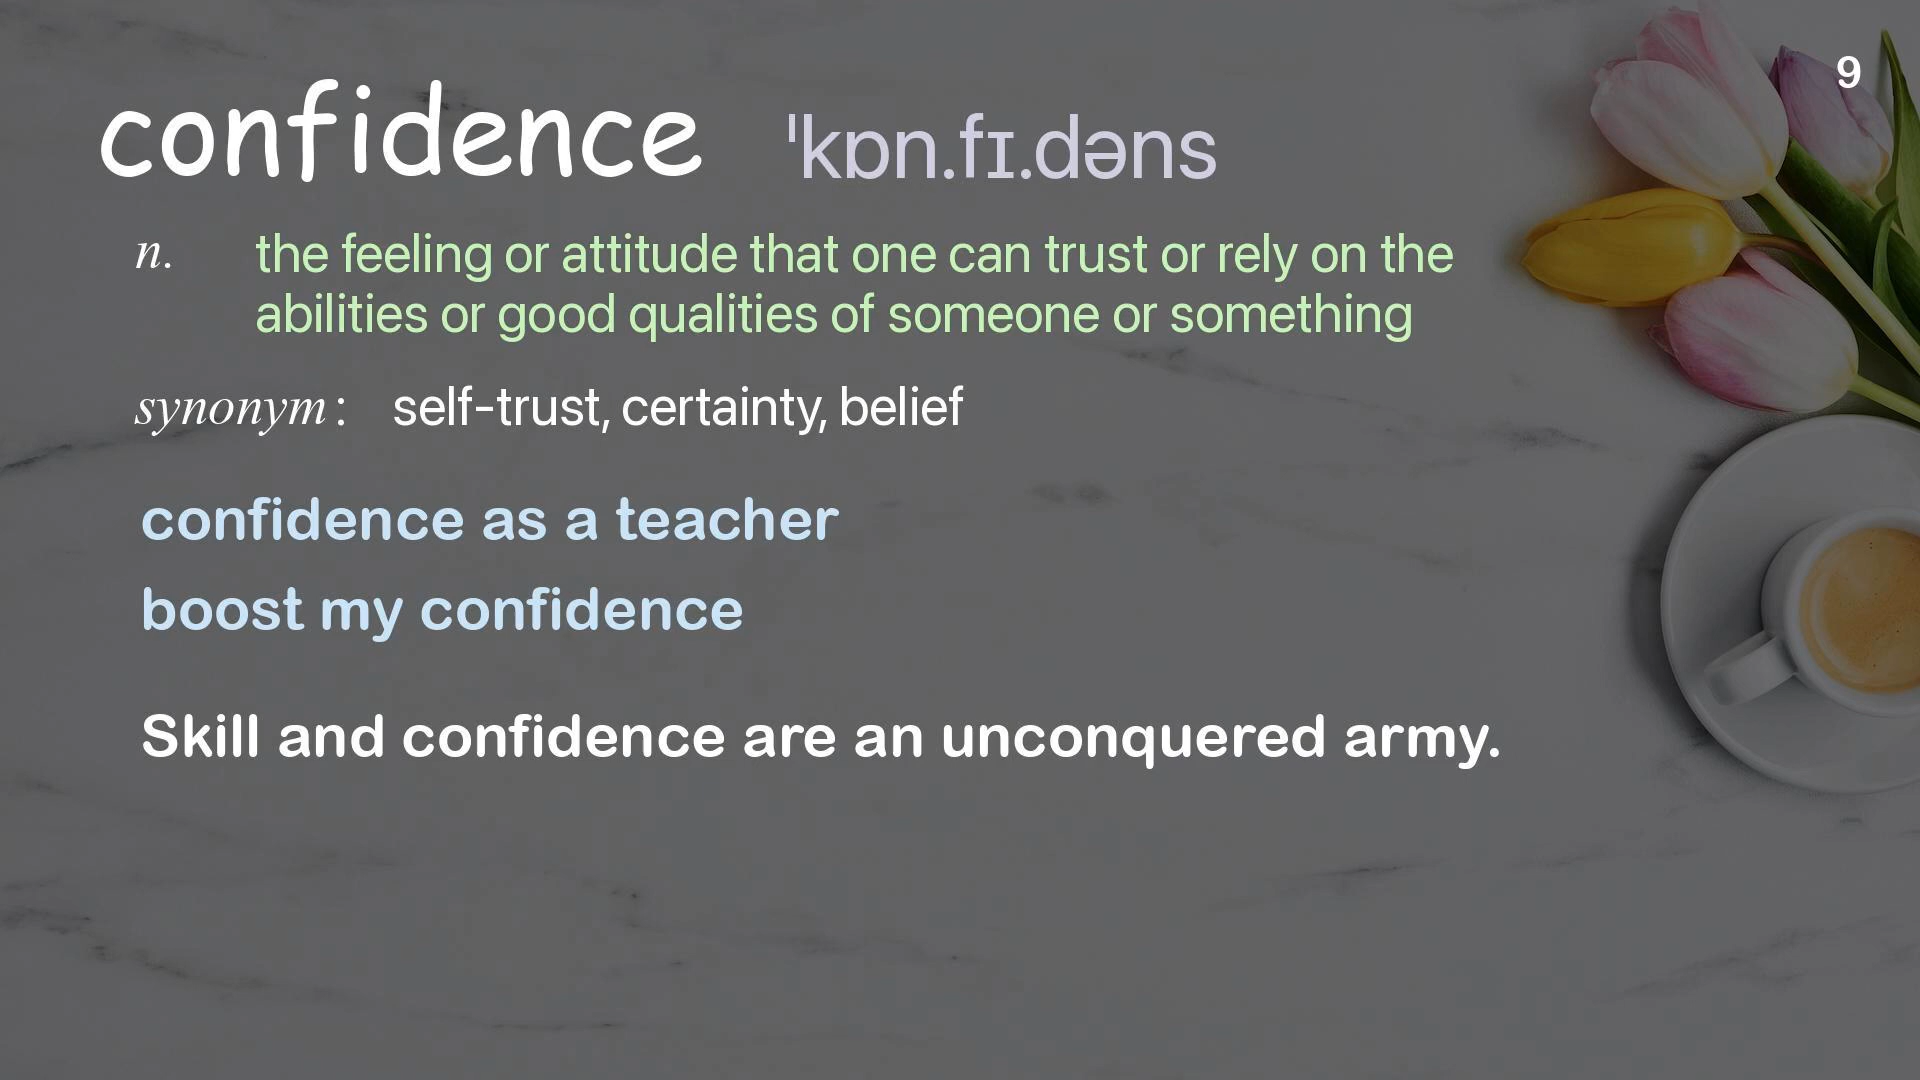 9
confidence ˈkɒn.fɪ.dəns
n. the feeling or attitude that one can trust or rely on the
abilities or good qualities of someone or something
synonym: self-trust, certainty, belief
confidence as a teacher
boost my confidence
Skill and confidence are an unconquered army.